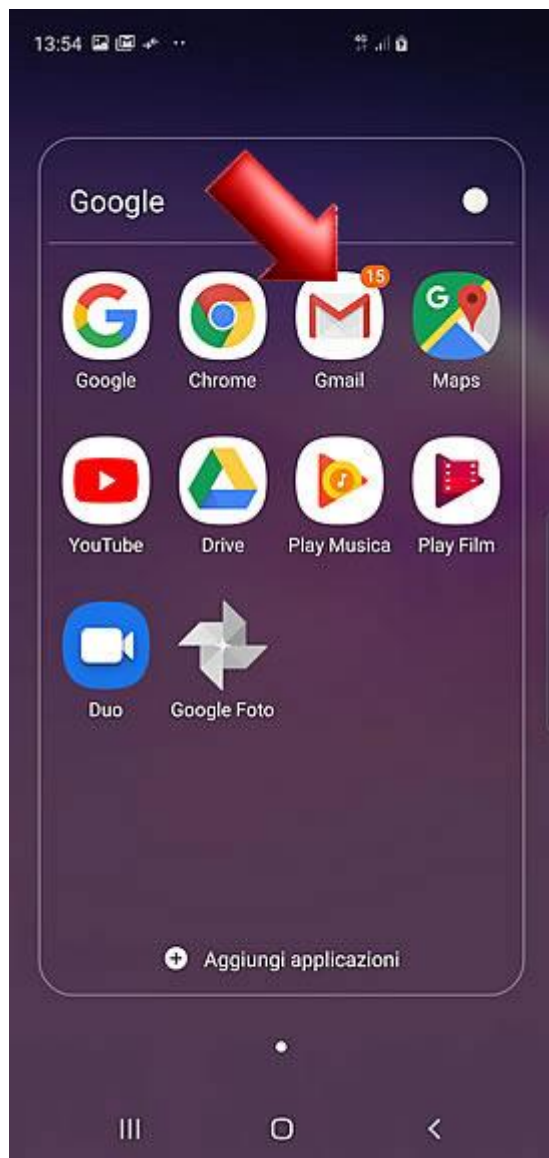 13:54
4G
Google
15
G
Google Chrome Gmail Maps
YouTube Drive Play Musica Play Film
Duo Google Foto
Aggiungi applicazioni